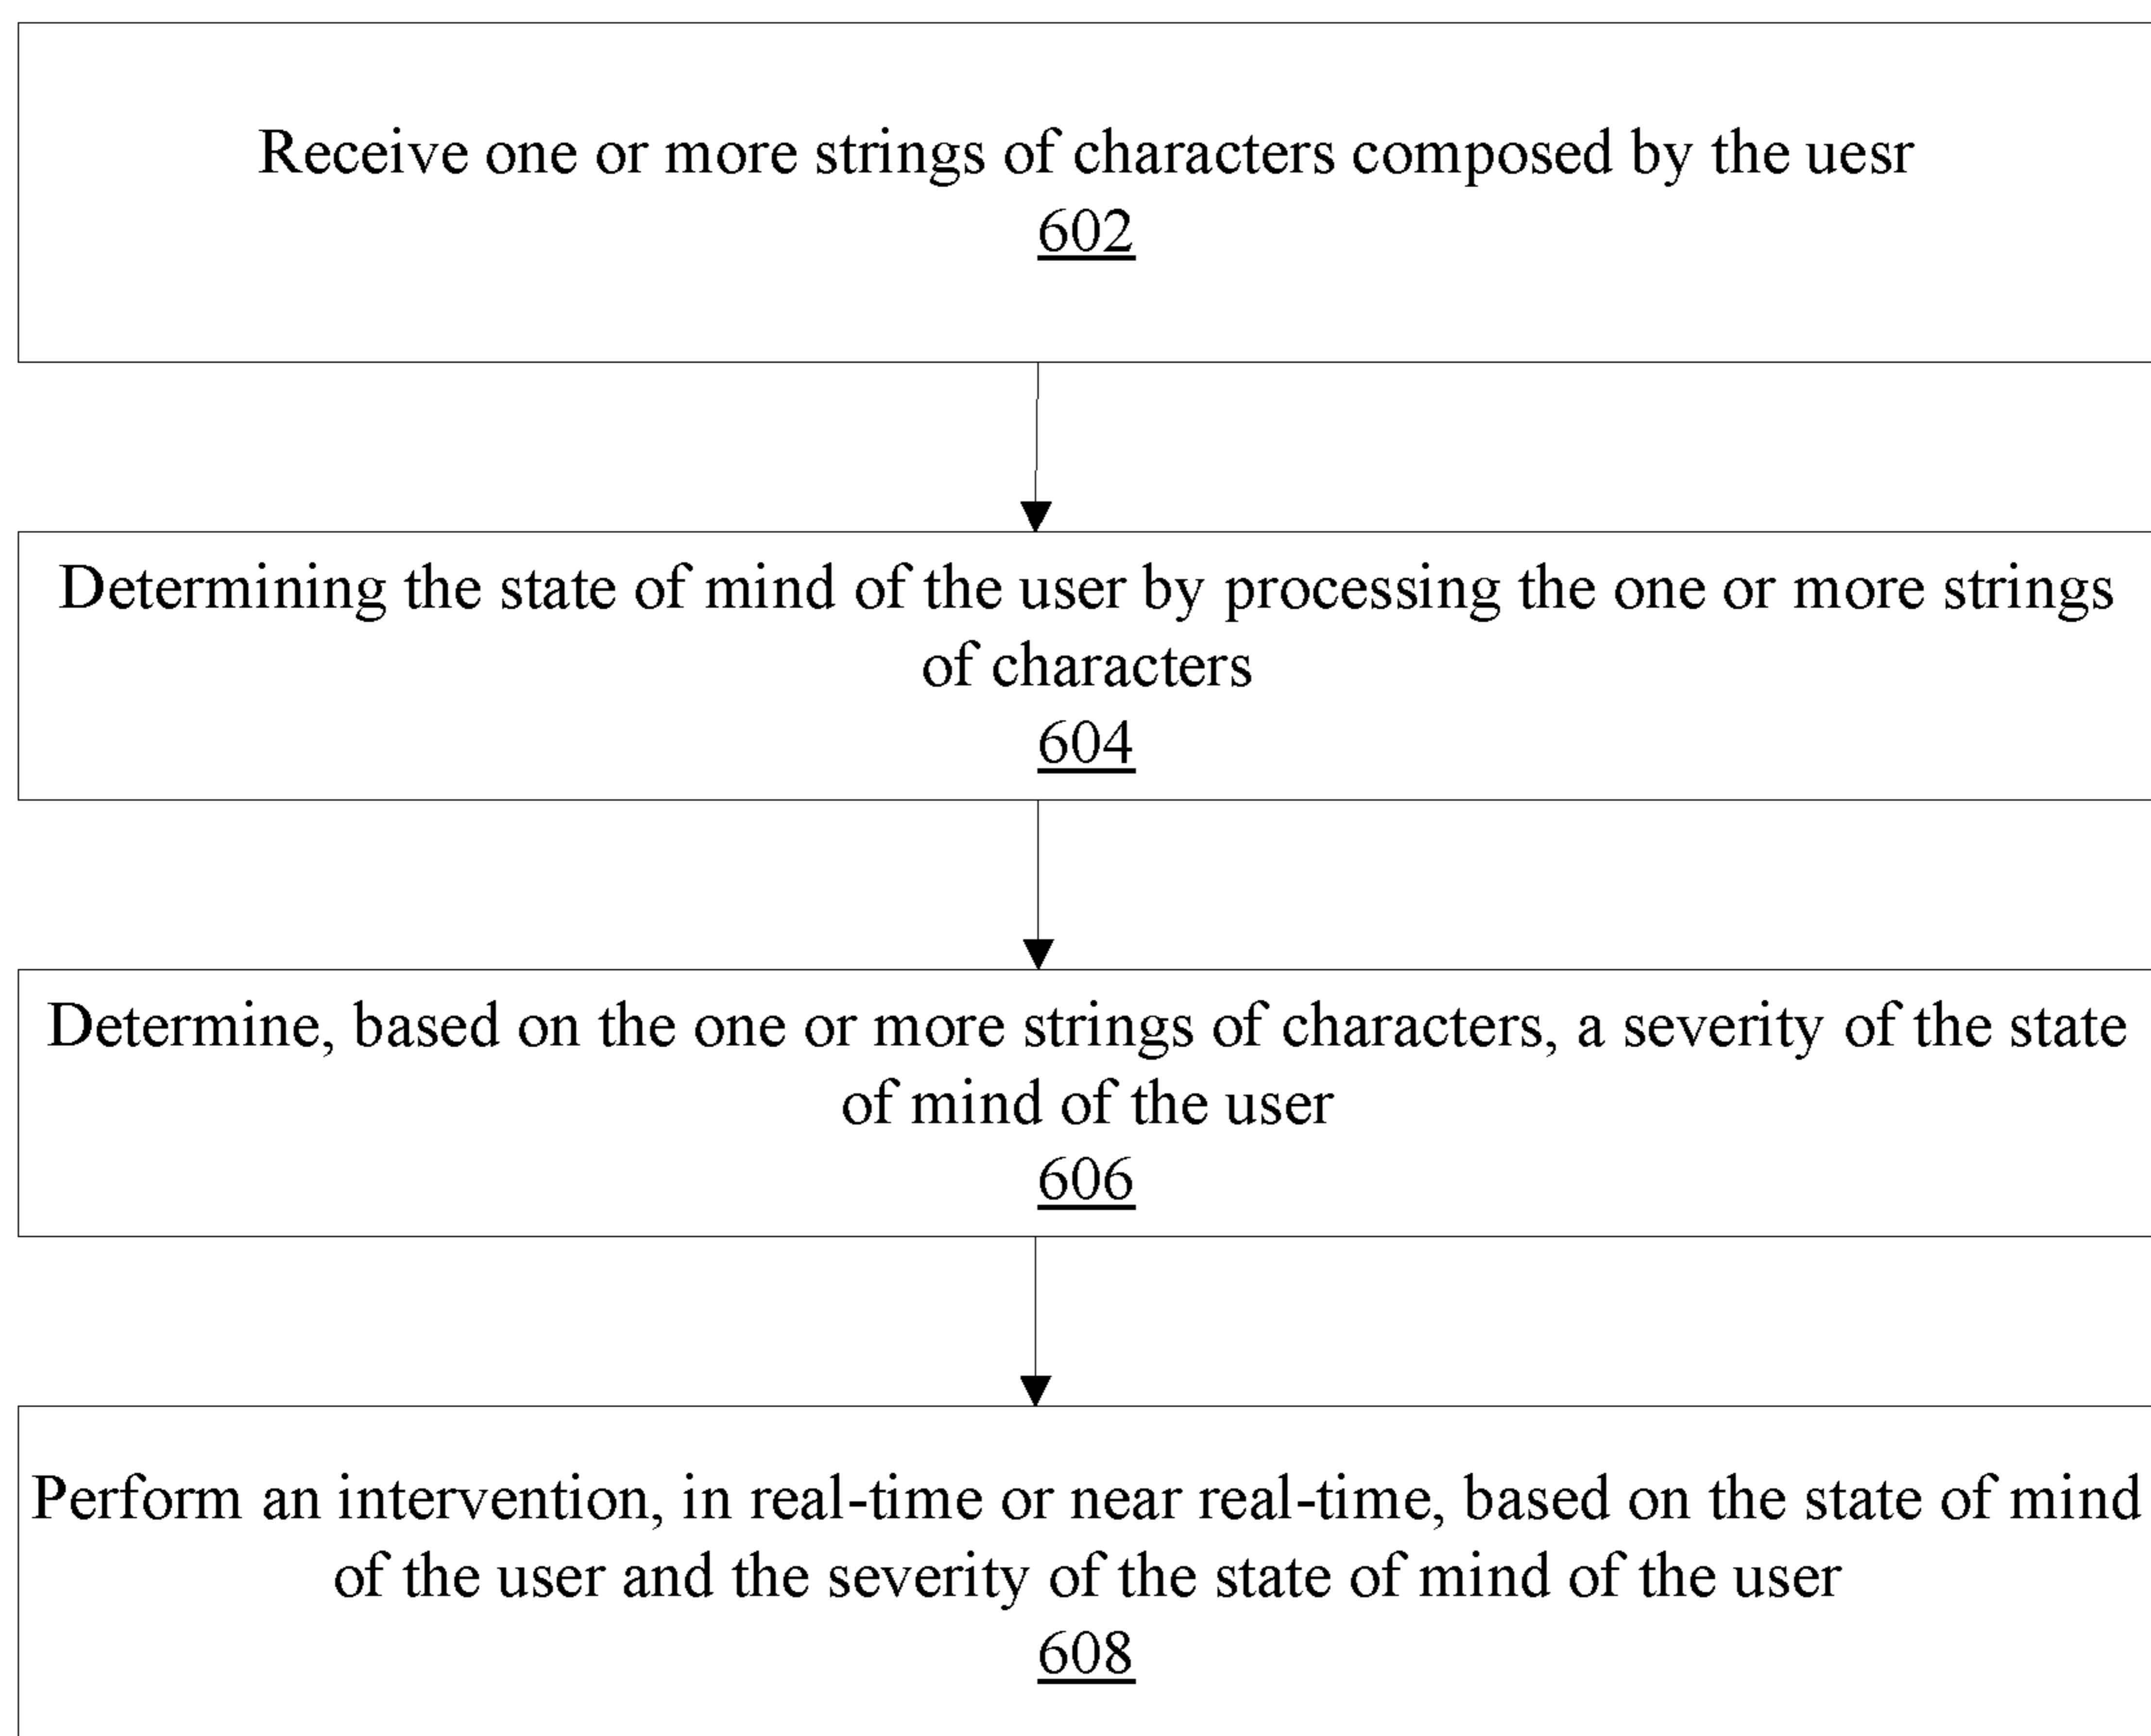 Receive one or more strings of characters composed by the uesr
602
Determining the state of mind of the user by processing the one or more strings
of characters
604
Determine, based on the one or more strings of characters, a severity of the state
of mind of the user
606
Perform an intervention, in real-time or near real-time, based on the state of mind
of the user and the severity of the state of mind of the user
608